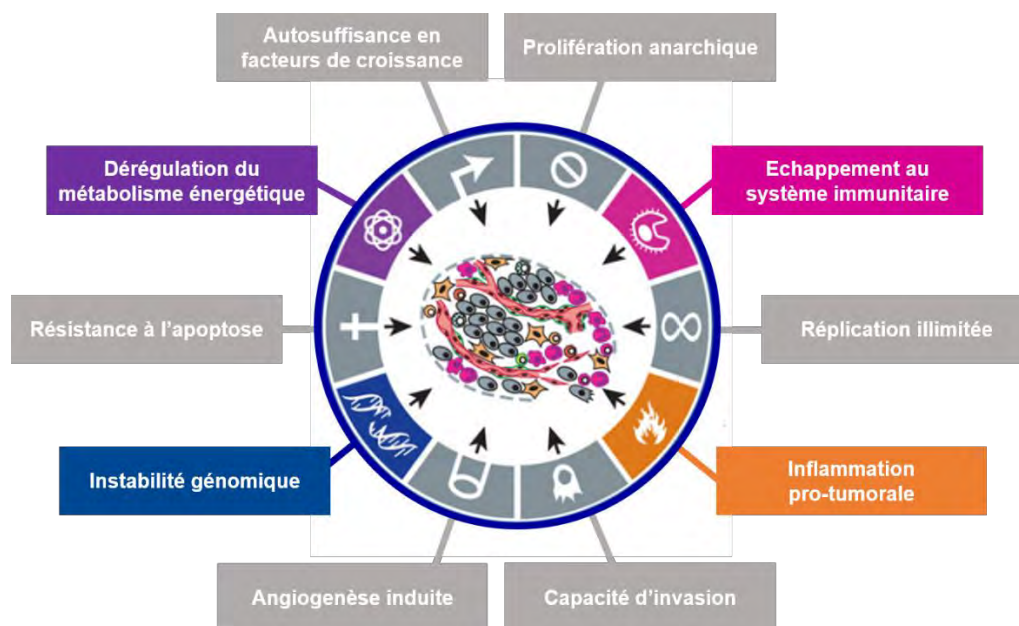 Autosuffisance en
facteurs de croissance
Prolifération anarchique
Dérégulation du
métabolisme énergétique
Echappement au
système immunitaire
Résistance à l'apoptose
Réplication illimitée
Instabilité génomique
Inflammation
pro-tumorale
Angiogenèse induite
Capacité d'invasion